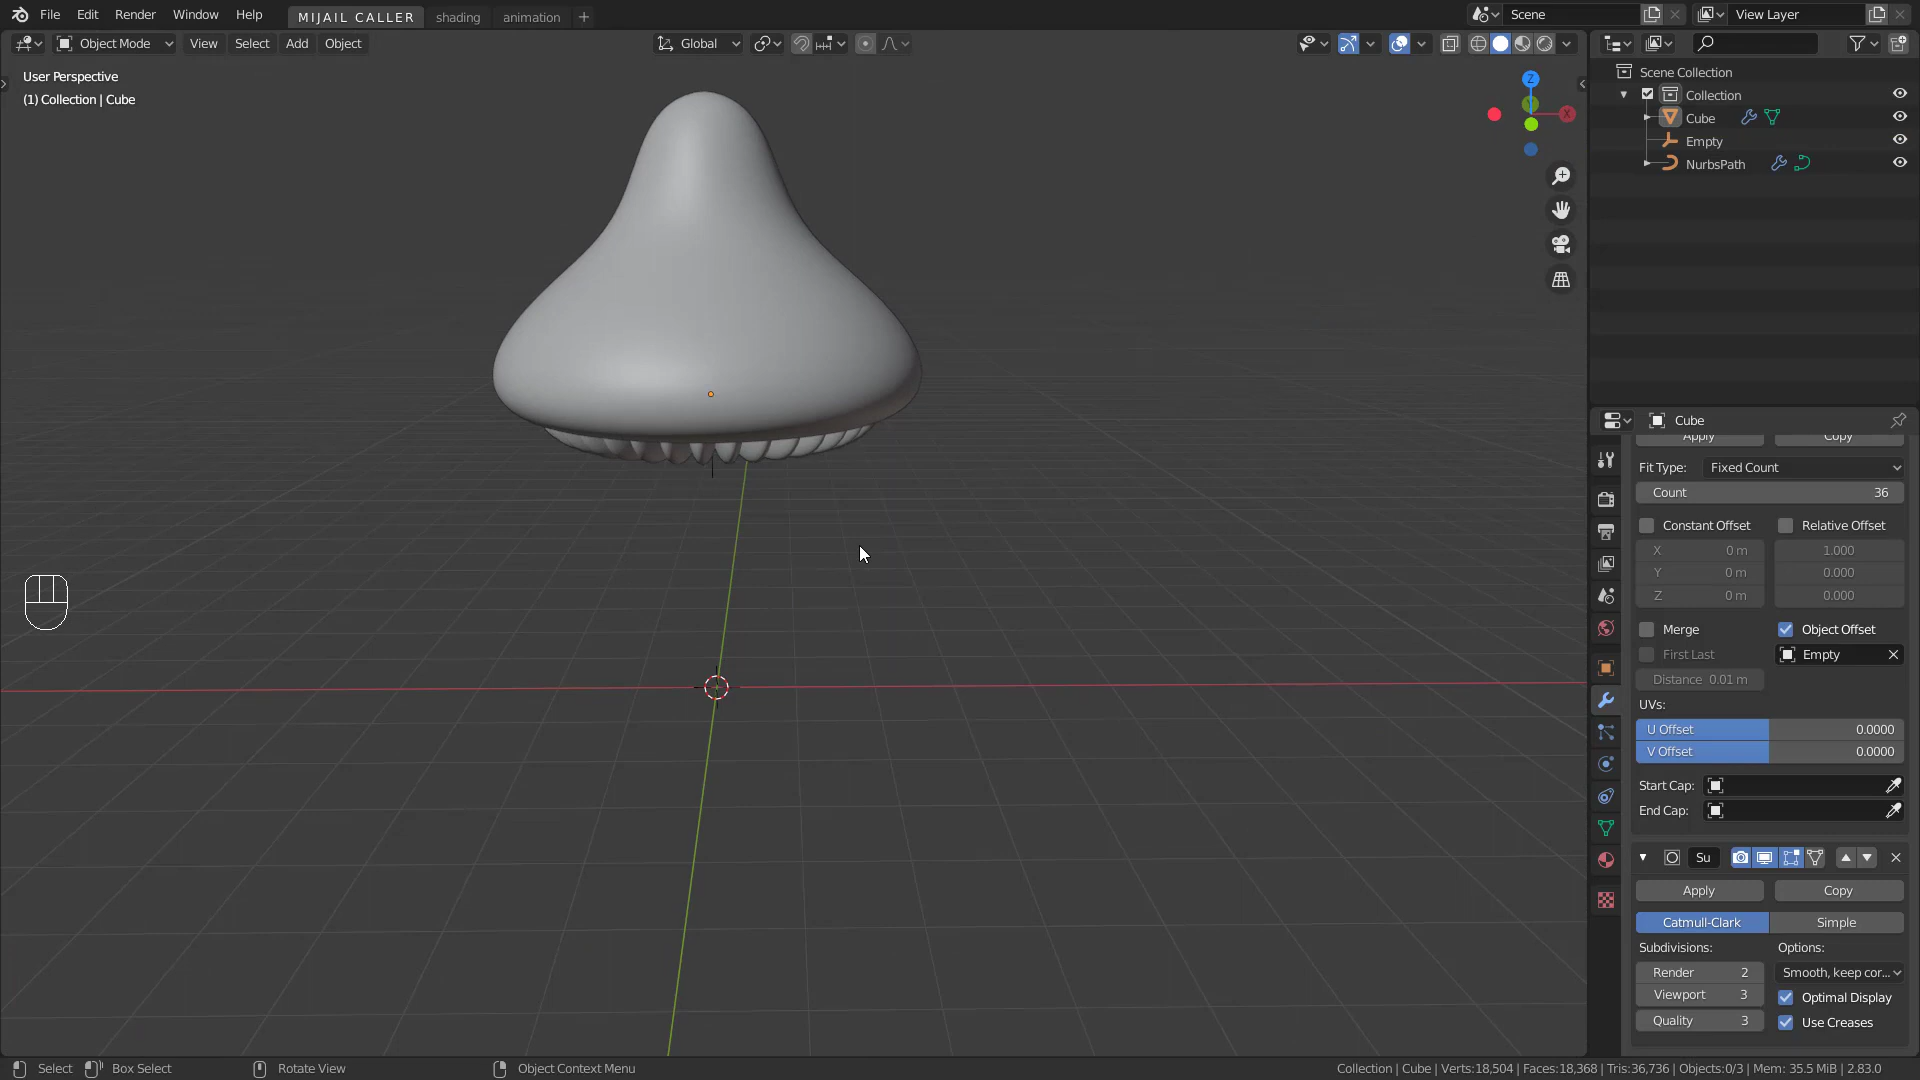 File Edit Render Window Help MIJAIL CALLER shading animation Scene View Layer
Object Mode View Select Add Object Global
User Perspective
(1) Collection | Cube
Z
Y
X
Scene Collection
Collection
Cube
Empty
NurbsPath
Cube
Apply Copy
Fit Type: Fixed Count
Count 36
Constant Offset Relative Offset
X 0 m 1.000
Y 0 m 0.000
Z 0 m 0.000
Merge Object Offset
First Last Empty
Distance 0.01 m
UVs:
U Offset 0.0000
V Offset 0.0000
Start Cap:
End Cap:
Su
Apply Copy
Catmull-Clark Simple
Subdivisions: Options:
Render 2 Smooth, keep cor...
Viewport 3 Optimal Display
Quality 3 Use Creases
Select Box Select Rotate View Object Context Menu Collection | Cube | Verts:18,504 | Faces:18,368 | Tris:36,736 | Objects:0/3 | Mem: 35.5 MiB | 2.83.0